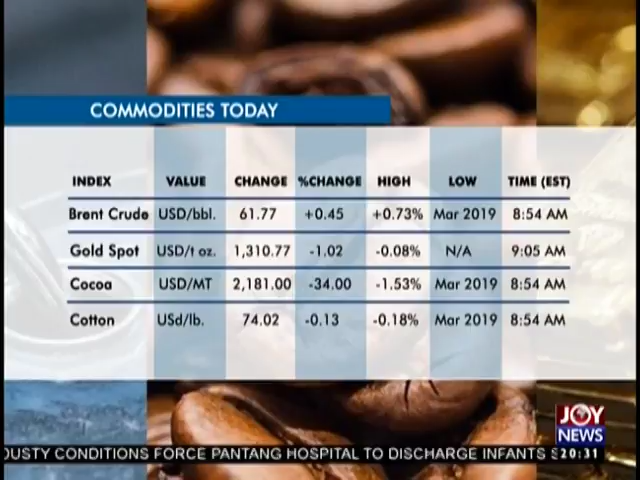 COMMODITIES TODAY
INDEX VALUE CHANGE %CHANGE HIGH LOW TIME (EST)
Brent Crude USD/bbl. 61.77 +0.45 +0.73% Mar 2019 8:54 AM
Gold Spot USD/t oz. 1,310.77 -1.02 -0.08% N/A 9:05 AM
Cocoa USD/MT 2,181.00 -34.00 -1.53% Mar 2019 8:54 AM
Cotton USd/lb. 74.02 -0.13 -0.18% Mar 2019 8:54 AM
JOY
NEWS
OUSTY CONDITIONS FORCE PANTANG HOSPITAL TO DISCHARGE INFANTS S 20:31